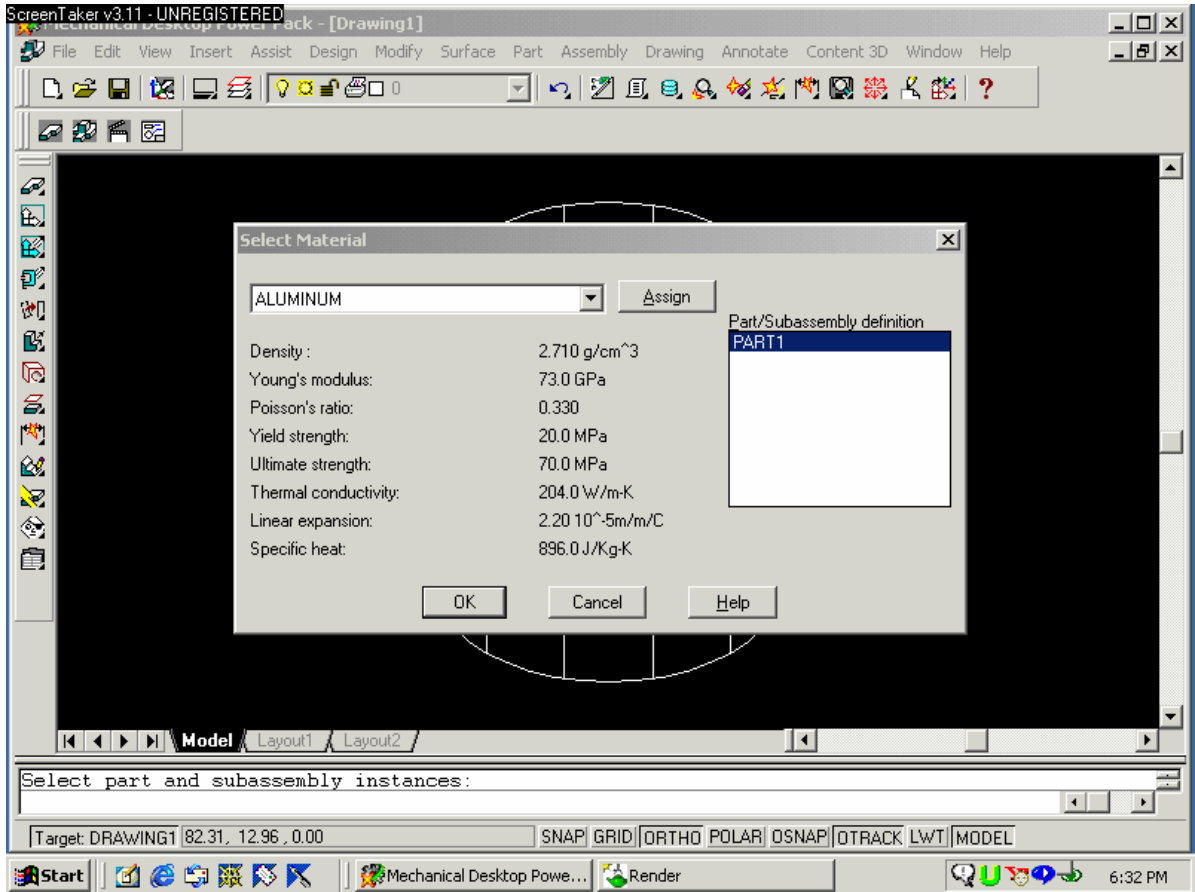 ScreenTaker v3.11 - UNREGISTERED
Mechanical Desktop Power Pack - [Drawing1]
File Edit View Insert Assist Design Modify Surface Part Assembly Drawing Annotate Content 3D Window Help
0
Select Material
ALUMINUM
Assign
Part/Subassembly definition
PART1
Density : 2.710 g/cm^3
Young's modulus: 73.0 GPa
Poisson's ratio: 0.330
Yield strength: 20.0 MPa
Ultimate strength: 70.0 MPa
Thermal conductivity: 204.0 W/m-K
Linear expansion: 2.20 10^-5m/m/C
Specific heat: 896.0 J/Kg-K
OK Cancel Help
Model Layout1 Layout2
Select part and subassembly instances:
Target: DRAWING1 82.31, 12.96 , 0.00 SNAP GRID ORTHO POLAR OSNAP OTRACK LWT MODEL
Start Mechanical Desktop Powe... Render 6:32 PM